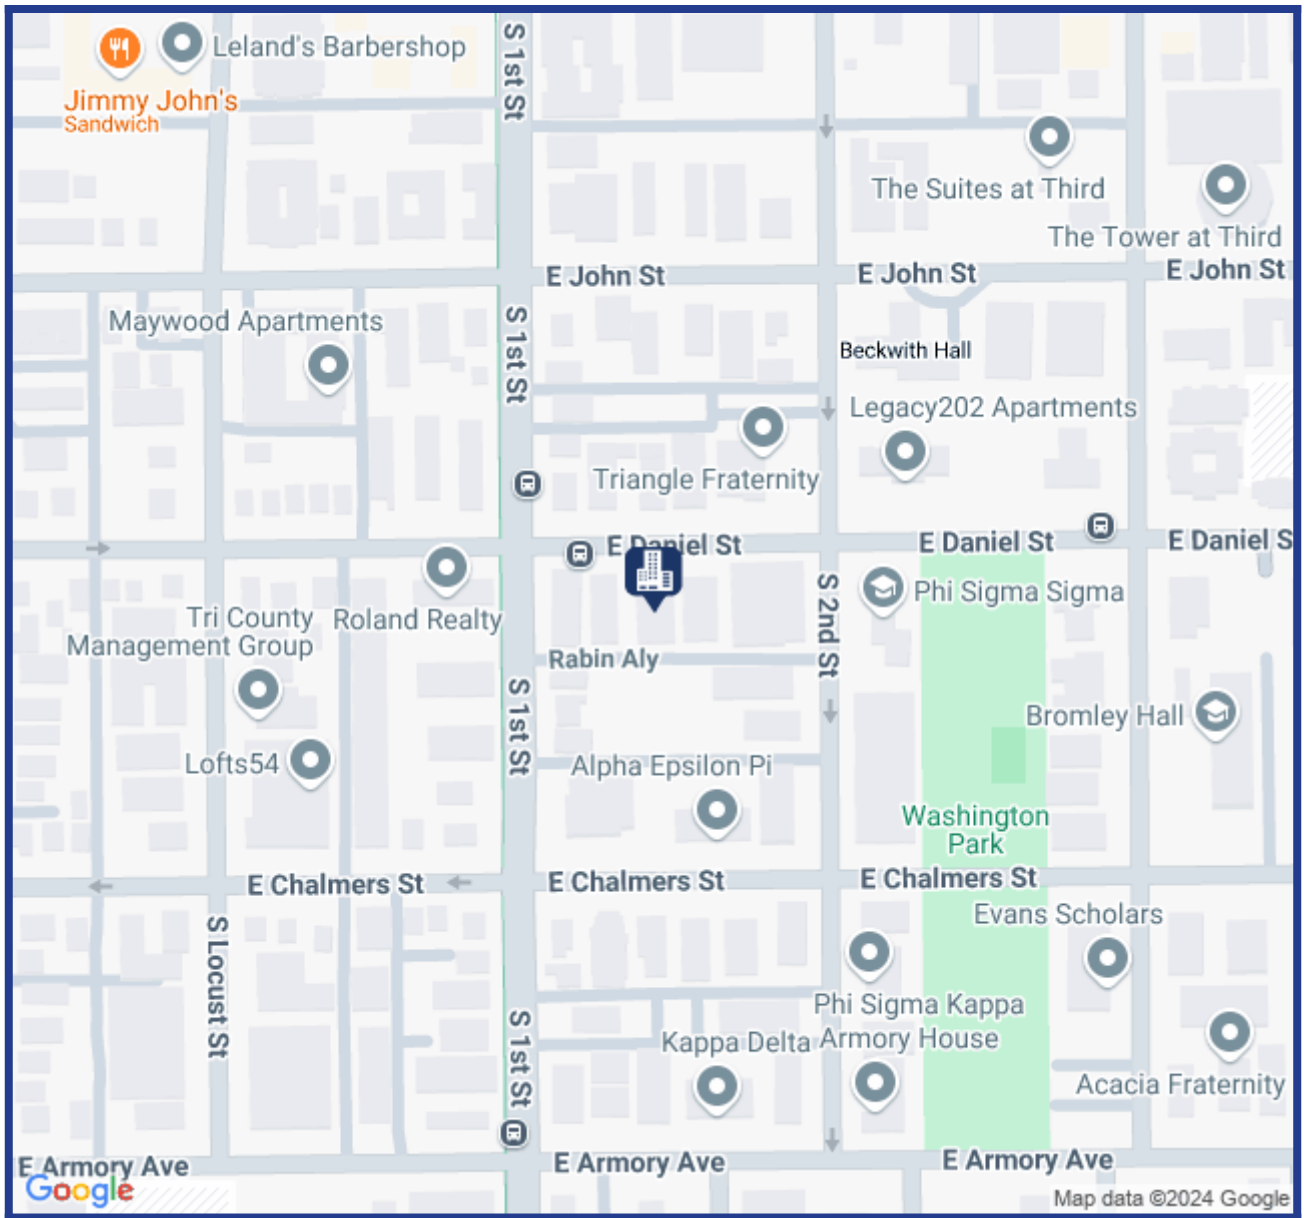 Leland's Barbershop
Jimmy John's
Sandwich
S 1st St
The Suites at Third
The Tower at Third
E John St
E John St
E John St
Maywood Apartments
S 1st St
Beckwith Hall
Legacy202 Apartments
Triangle Fraternity
E Daniel St
E Daniel St
E Daniel S
Phi Sigma Sigma
Tri County
Management Group
Roland Realty
S 2nd St
Rabin Aly
S 1st St
Bromley Hall
Lofts54
Alpha Epsilon Pi
Washington
Park
E Chalmers St
E Chalmers St
E Chalmers St
Evans Scholars
S Locust St
Phi Sigma Kappa
S 1st St
Kappa Delta
Armory House
Acacia Fraternity
E Armory Ave
E Armory Ave
E Armory Ave
Google
Map data ©2024 Google